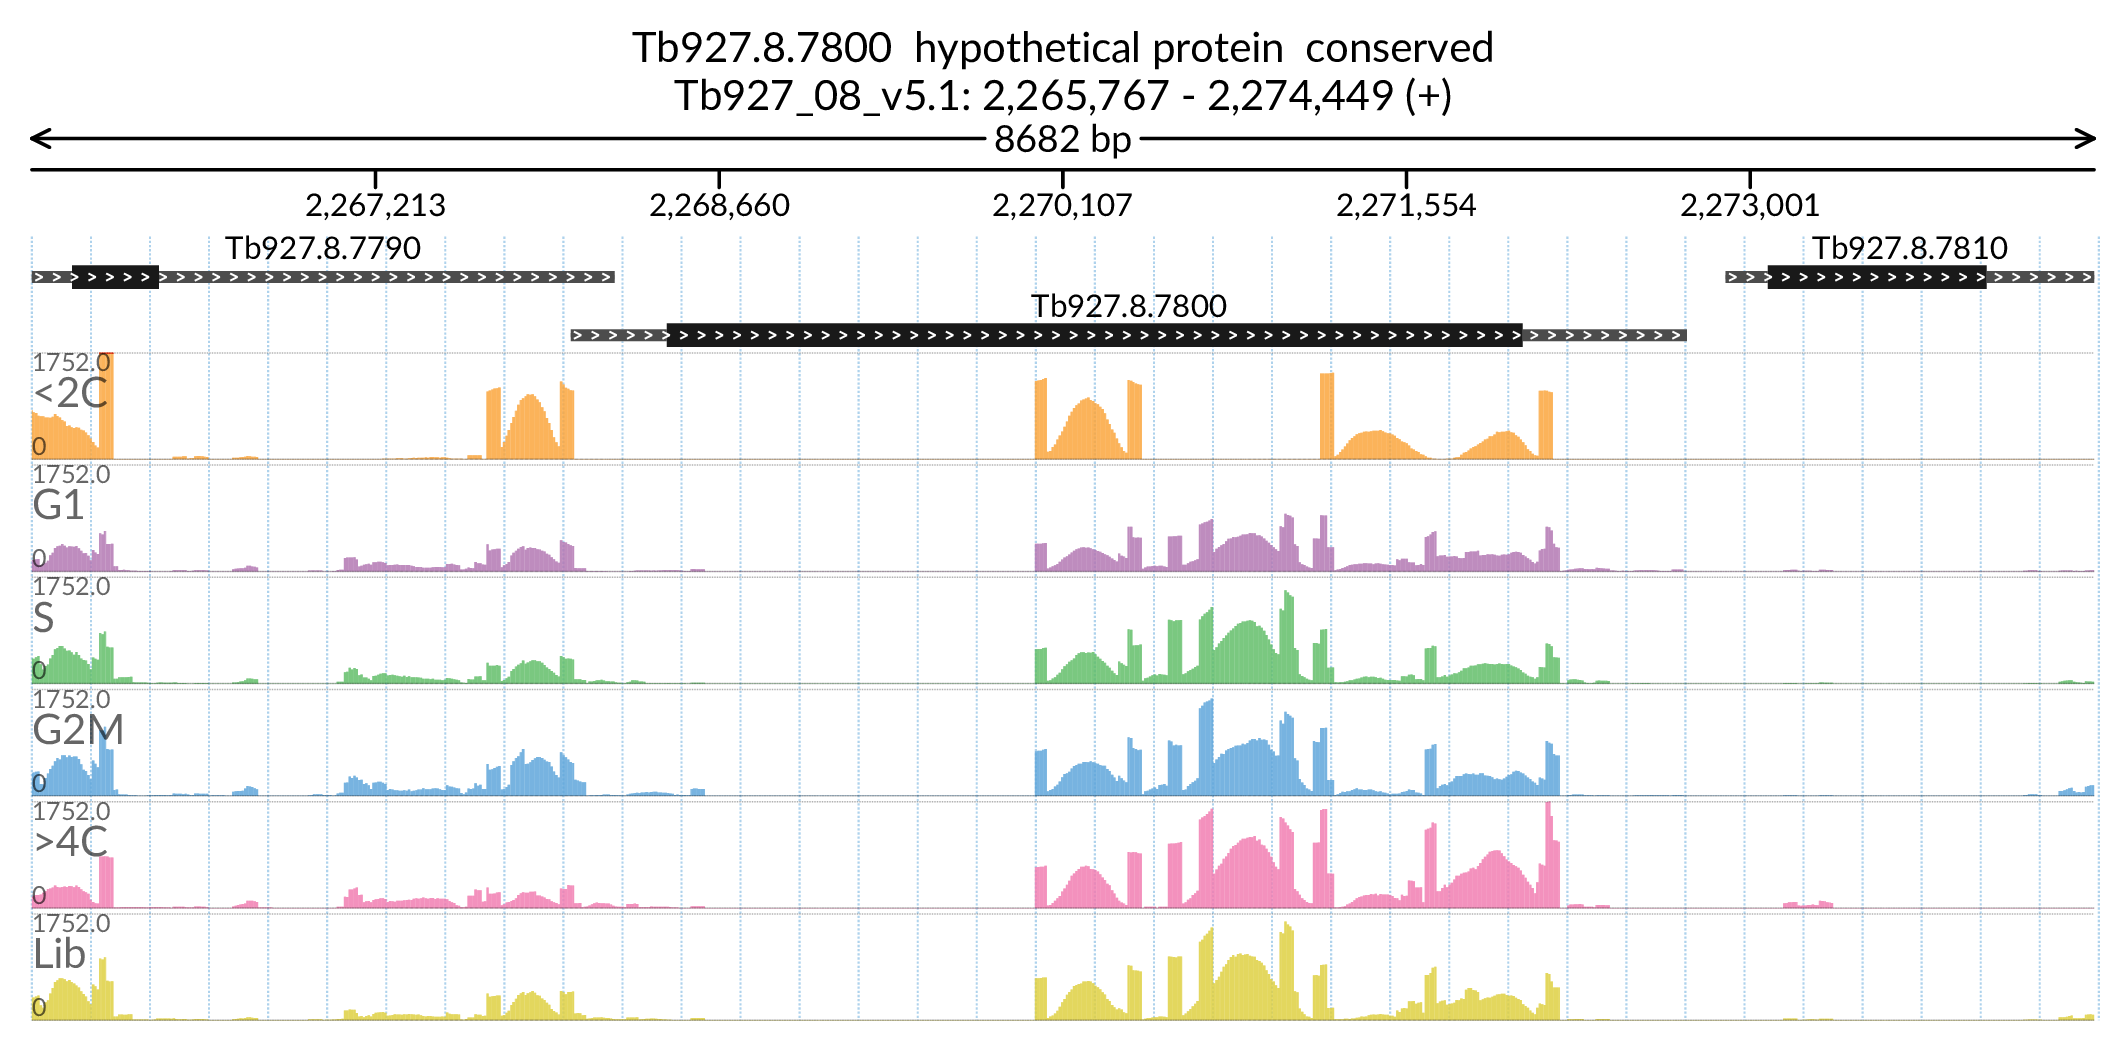 Tb927.8.7800  hypothetical protein  conserved
Tb927_08_v5.1: 2,265,767 - 2,274,449 (+)
8682 bp
2,267,213 2,268,660 2,270,107 2,271,554 2,273,001
Tb927.8.7790 Tb927.8.7810
Tb927.8.7800
1752.0
<2C
0
1752.0
G1
0
1752.0
S
0
1752.0
G2M
0
1752.0
>4C
0
1752.0
Lib
0